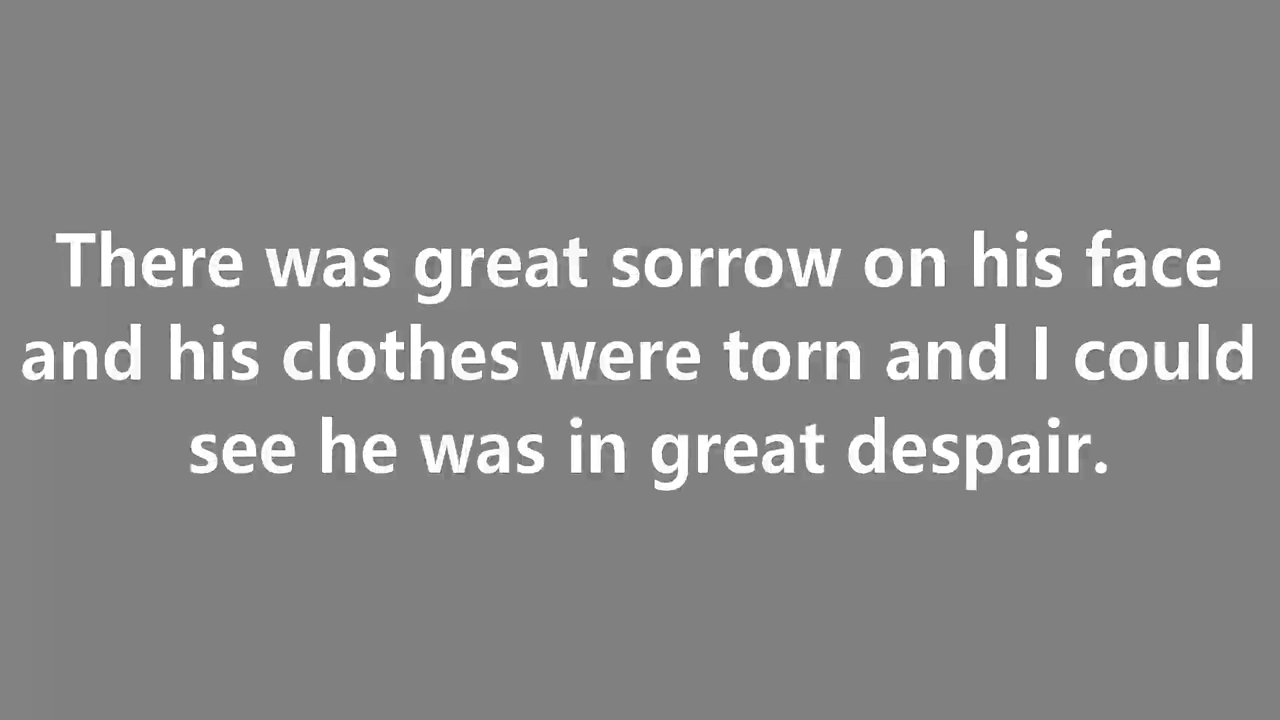 There was great sorrow on his face
and his clothes were torn and I could
see he was in great despair.